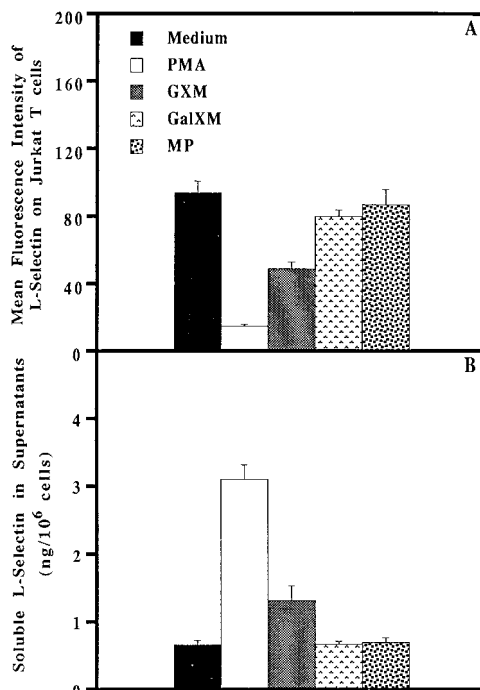 A
200
160
120
80
40
0
Mean Fluorescence Intensity of
L-Selectin on Jurkat T cells
Medium
PMA
GXM
GalXM
MP
B
4
3
2
1
0
Soluble L-Selectin in Supernatants
(ng/10⁶ cells)